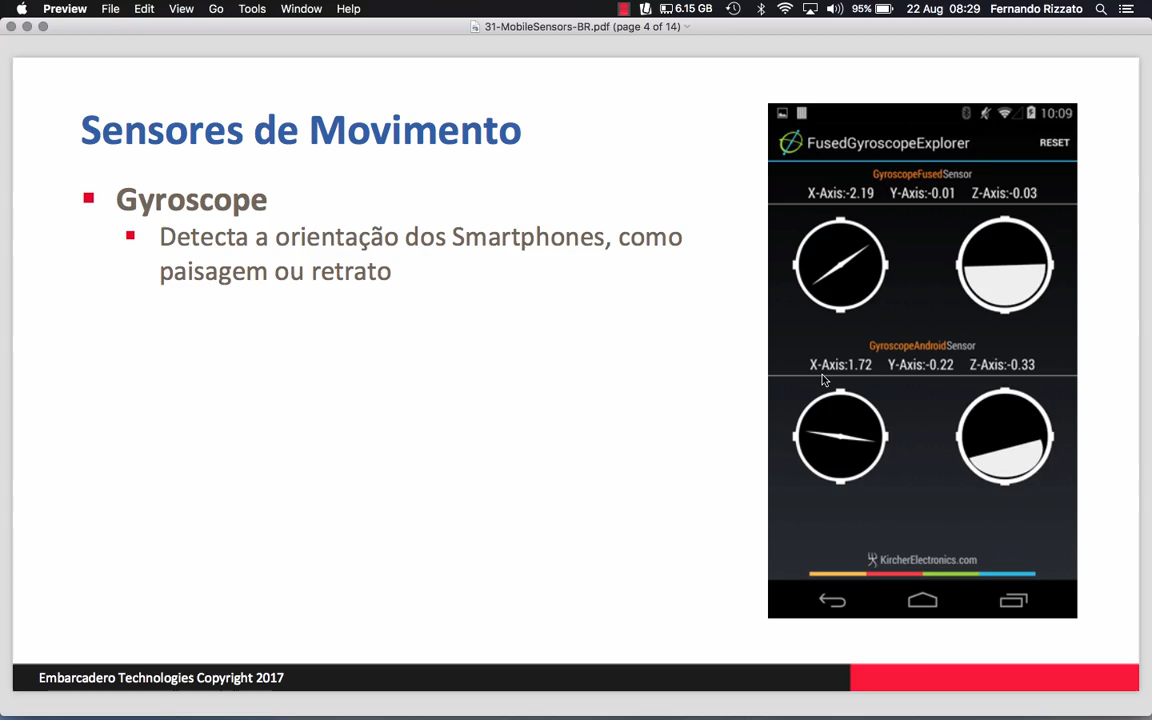 Preview File Edit View Go Tools Window Help 6.15 GB 95% 22 Aug 08:29 Fernando Rizzato
31-MobileSensors-BR.pdf (page 4 of 14)
Sensores de Movimento
Gyroscope
Detecta a orientação dos Smartphones, como
paisagem ou retrato
10:09
FusedGyroscopeExplorer RESET
GyroscopeFusedSensor
X-Axis:-2.19 Y-Axis:-0.01 Z-Axis:-0.03
GyroscopeAndroidSensor
X-Axis:1.72 Y-Axis:-0.22 Z-Axis:-0.33
KircherElectronics.com
Embarcadero Technologies Copyright 2017